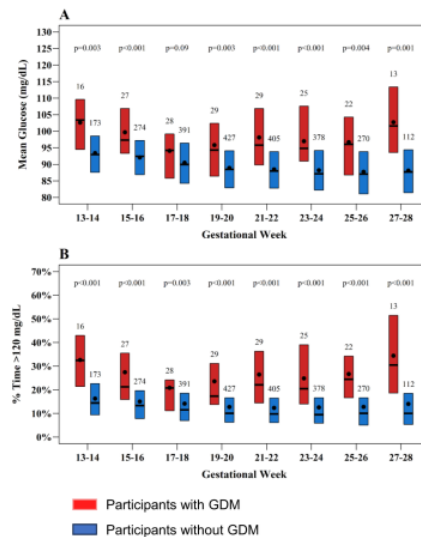 A
130
125
120
115
110
105
100
95
90
85
80
Mean Glucose (mg/dL)
p=0.003 p<0.001 p=0.09 p=0.003 p<0.001 p<0.001 p=0.004 p=0.001
16 173 27 274 28 391 29 427 29 405 25 378 22 270 13 112
13-14 15-16 17-18 19-20 21-22 23-24 25-26 27-28
Gestational Week
B
70%
60%
50%
40%
30%
20%
10%
0%
% Time >120 mg/dL
p<0.001 p<0.001 p=0.003 p<0.001 p<0.001 p<0.001 p<0.001 p<0.001
16 173 27 274 28 391 29 427 29 405 25 378 22 270 13 112
13-14 15-16 17-18 19-20 21-22 23-24 25-26 27-28
Gestational Week
Participants with GDM
Participants without GDM